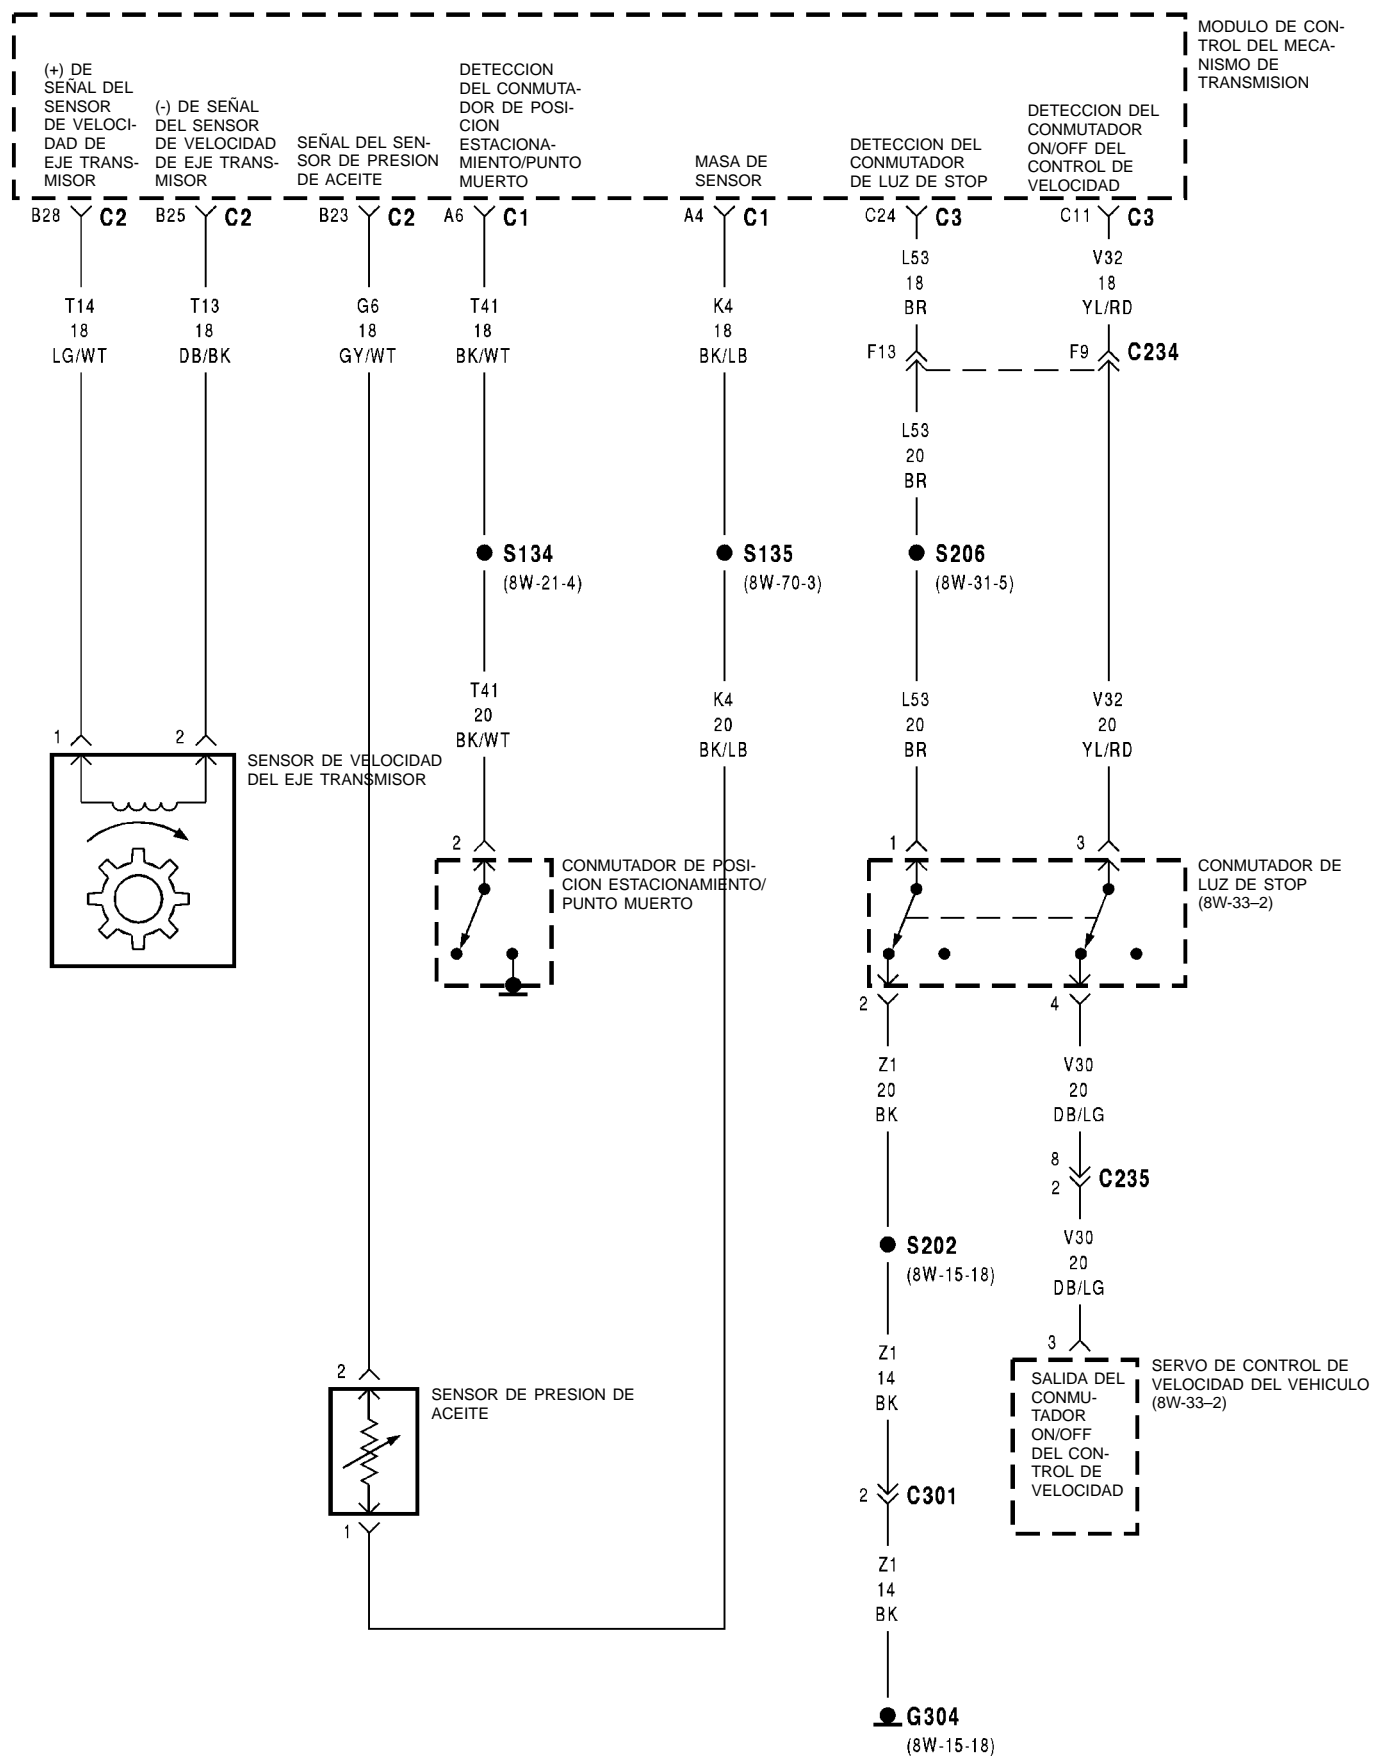 MODULO DE CON-
TROL DEL MECA-
NISMO DE
TRANSMISION
(+) DE
SEÑAL DEL
SENSOR
DE VELOCI-
DAD DE
EJE TRANS-
MISOR
(-) DE SEÑAL
DEL SENSOR
DE VELOCIDAD
DE EJE TRANS-
MISOR
SEÑAL DEL SEN-
SOR DE PRESION
DE ACEITE
DETECCION
DEL CONMUTA-
DOR DE POSI-
CION
ESTACIONA-
MIENTO/PUNTO
MUERTO
MASA DE
SENSOR
DETECCION DEL
CONMUTADOR
DE LUZ DE STOP
DETECCION DEL
CONMUTADOR
ON/OFF DEL
CONTROL DE
VELOCIDAD
B28 C2
B25 C2
B23 C2
A6 C1
A4 C1
C24 C3
C11 C3
T14
18
LG/WT
T13
18
DB/BK
G6
18
GY/WT
T41
18
BK/WT
K4
18
BK/LB
L53
18
BR
V32
18
YL/RD
F13
F9 C234
L53
20
BR
S134
(8W-21-4)
S135
(8W-70-3)
S206
(8W-31-5)
T41
20
BK/WT
K4
20
BK/LB
L53
20
BR
V32
20
YL/RD
1
2
SENSOR DE VELOCIDAD
DEL EJE TRANSMISOR
2
CONMUTADOR DE POSI-
CION ESTACIONAMIENTO/
PUNTO MUERTO
1
3
CONMUTADOR DE
LUZ DE STOP
(8W-33–2)
2
4
Z1
20
BK
V30
20
DB/LG
8
2
C235
S202
(8W-15-18)
V30
20
DB/LG
3
Z1
14
BK
SALIDA DEL
CONMU-
TADOR
ON/OFF
DEL CON-
TROL DE
VELOCIDAD
SERVO DE CONTROL DE
VELOCIDAD DEL VEHICULO
(8W-33–2)
2
SENSOR DE PRESION DE
ACEITE
1
2 C301
Z1
14
BK
G304
(8W-15-18)